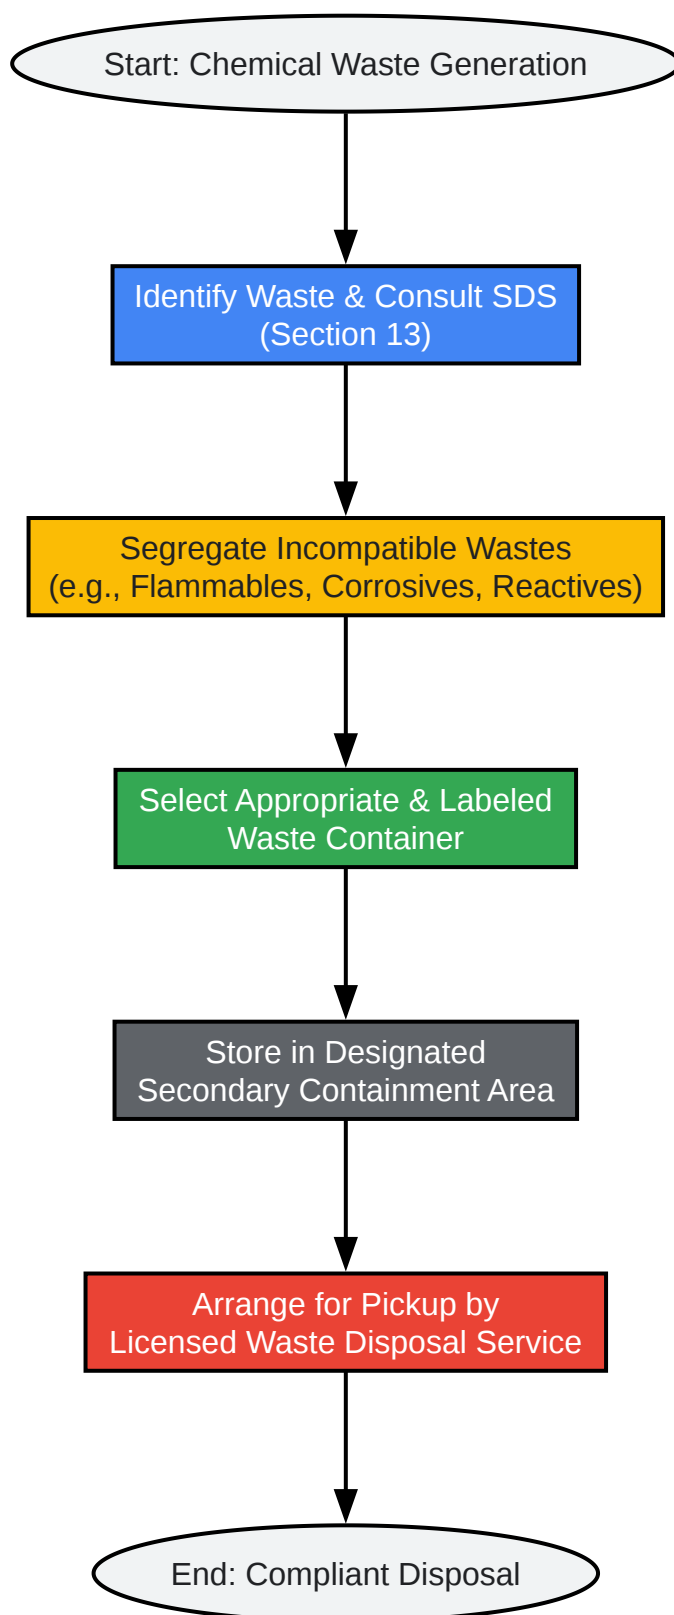 Start: Chemical Waste Generation
Identify Waste & Consult SDS
(Section 13)
Segregate Incompatible Wastes
(e.g., Flammables, Corrosives, Reactives)
Select Appropriate & Labeled
Waste Container
Store in Designated
Secondary Containment Area
Arrange for Pickup by
Licensed Waste Disposal Service
End: Compliant Disposal